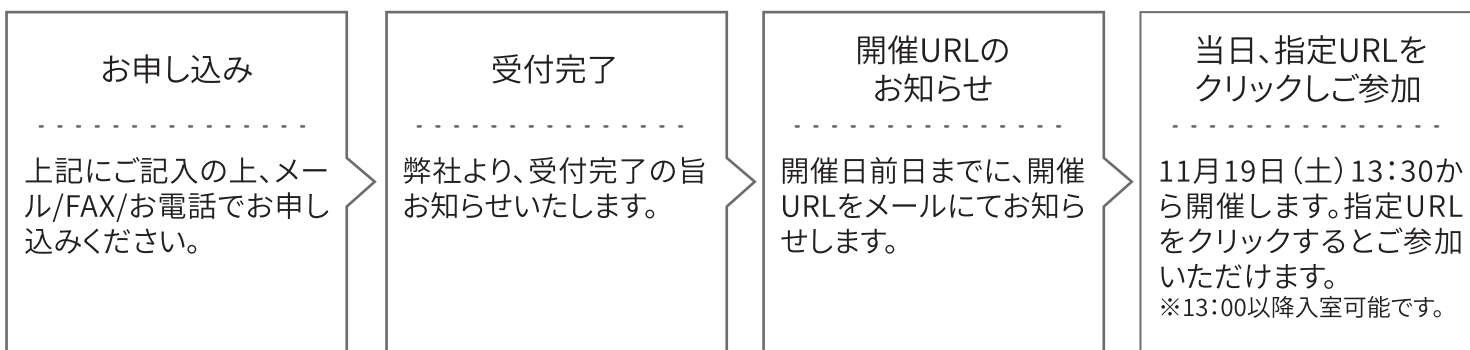 お申し込み
上記にご記入の上、メー
ル/FAX/お電話でお申し
込みください。
受付完了
弊社より、受付完了の旨
お知らせいたします。
開催URLの
お知らせ
開催日前日までに、開催
URLをメールにてお知ら
せします。
当日、指定URLを
クリックしご参加
11月19日（土）13：30か
ら開催します。指定URL
をクリックするとご参加
いただけます。
※13：00以降入室可能です。